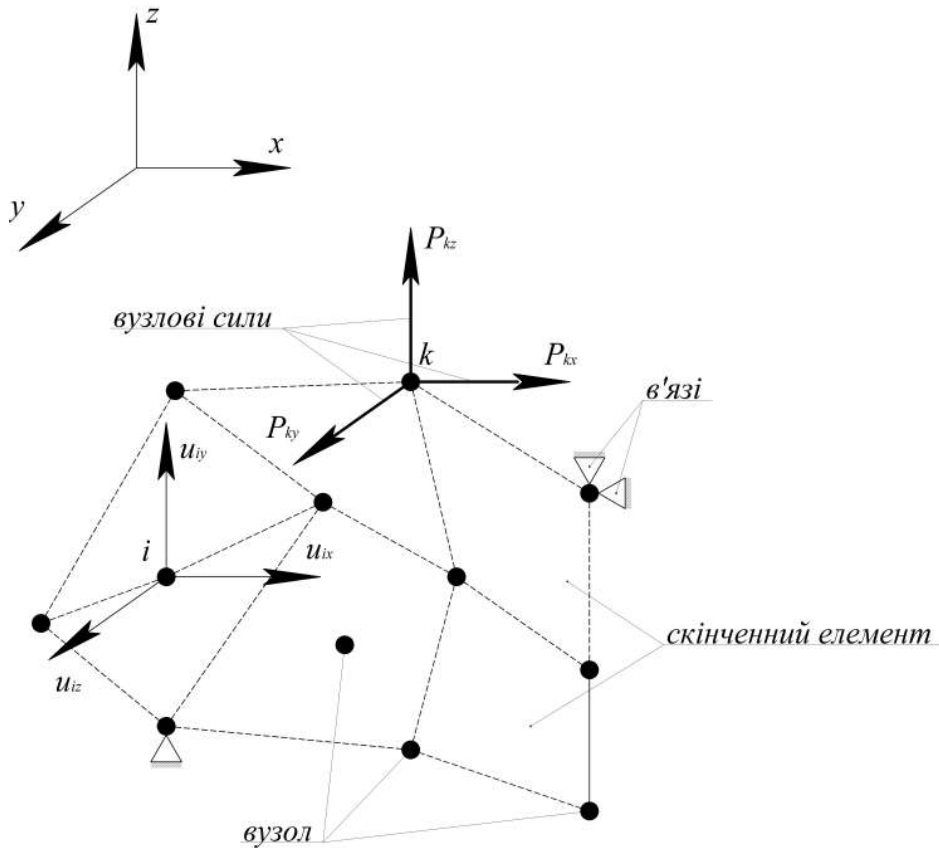 z
x
y
P_kz
вузлові сили
k
P_kx
в'язі
P_ky
u_iy
i
u_ix
скінченний елемент
u_iz
вузол